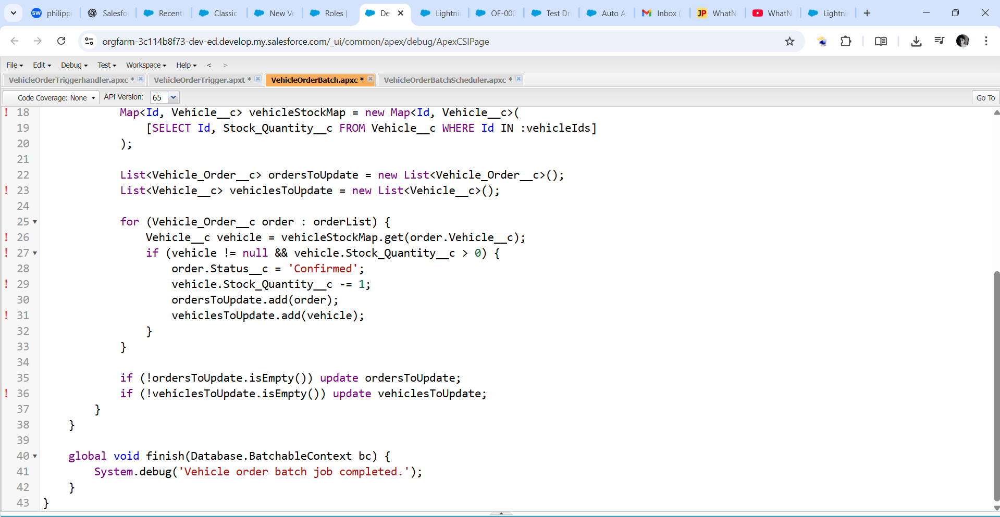 philipp
Salesfo
Recent
Classic
New Ve
Roles |
De
Lightni
OF-000
Test Dr
Auto A
Inbox (
JP WhatN
WhatN
Lightni
orgfarm-3c114b8f73-dev-ed.develop.my.salesforce.com/_ui/common/apex/debug/ApexCSIPage
File Edit Debug Test Workspace Help < >
VehicleOrderTriggerhandler.apxc * VehicleOrderTrigger.apxt * VehicleOrderBatch.apxc * VehicleOrderBatchScheduler.apxc *
Code Coverage: None API Version: 65 Go To
! 18 Map<Id, Vehicle__c> vehicleStockMap = new Map<Id, Vehicle__c>(
19 [SELECT Id, Stock_Quantity__c FROM Vehicle__c WHERE Id IN :vehicleIds]
20 );
21
22 List<Vehicle_Order__c> ordersToUpdate = new List<Vehicle_Order__c>();
! 23 List<Vehicle__c> vehiclesToUpdate = new List<Vehicle__c>();
24
25 for (Vehicle_Order__c order : orderList) {
! 26 Vehicle__c vehicle = vehicleStockMap.get(order.Vehicle__c);
! 27 if (vehicle != null && vehicle.Stock_Quantity__c > 0) {
28 order.Status__c = 'Confirmed';
! 29 vehicle.Stock_Quantity__c -= 1;
30 ordersToUpdate.add(order);
! 31 vehiclesToUpdate.add(vehicle);
32 }
33 }
34
35 if (!ordersToUpdate.isEmpty()) update ordersToUpdate;
! 36 if (!vehiclesToUpdate.isEmpty()) update vehiclesToUpdate;
37 }
38 }
39
40 global void finish(Database.BatchableContext bc) {
41 System.debug('Vehicle order batch job completed.');
42 }
43 }